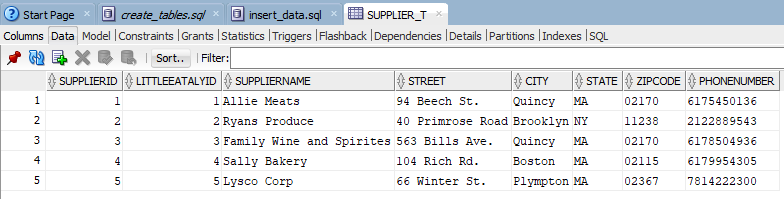 Start Page create_tables.sql insert_data.sql SUPPLIER_T
Columns Data Model Constraints Grants Statistics Triggers Flashback Dependencies Details Partitions Indexes SQL
Sort.. Filter:
SUPPLIERID LITTLEEATALYID SUPPLIERNAME STREET CITY STATE ZIPCODE PHONENUMBER
1 1 1 Allie Meats 94 Beech St. Quincy MA 02170 6175450136
2 2 2 Ryans Produce 40 Primrose Road Brooklyn NY 11238 2122889543
3 3 3 Family Wine and Spirites 563 Bills Ave. Quincy MA 02170 6178504936
4 4 4 Sally Bakery 104 Rich Rd. Boston MA 02115 6179954305
5 5 5 Lysco Corp 66 Winter St. Plympton MA 02367 7814222300